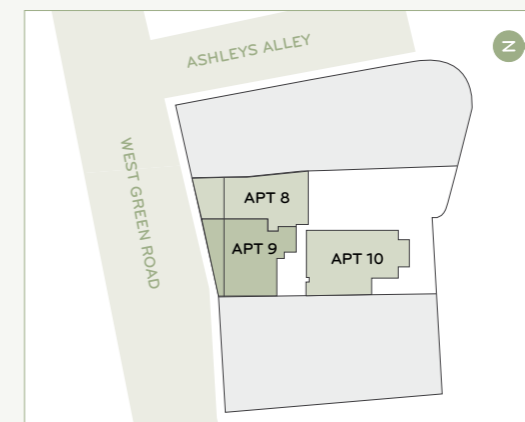 ASHLEYS ALLEY
N
WEST GREEN ROAD
APT 8
APT 9
APT 10